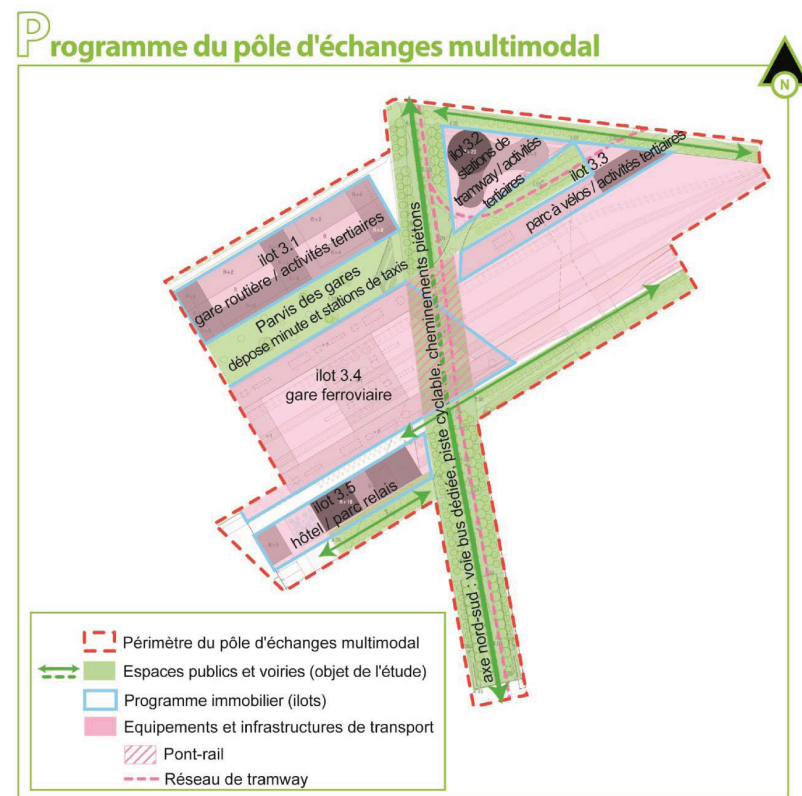 Programme du pôle d'échanges multimodal
N
ilot 3.2
stations de
tramway / activités
tertiaires
ilot 3.3
parc à vélos / activités tertiaires
ilot 3.1
gare routière / activités tertiaires
Parvis des gares
dépose minute et stations de taxis
axe nord-sud : voie bus dédiée, piste cyclable, cheminements piétons
ilot 3.4
gare ferroviaire
ilot 3.5
hôtel / parc relais
Périmètre du pôle d'échanges multimodal
Espaces publics et voiries (objet de l'étude)
Programme immobilier (ilots)
Equipements et infrastructures de transport
Pont-rail
Réseau de tramway